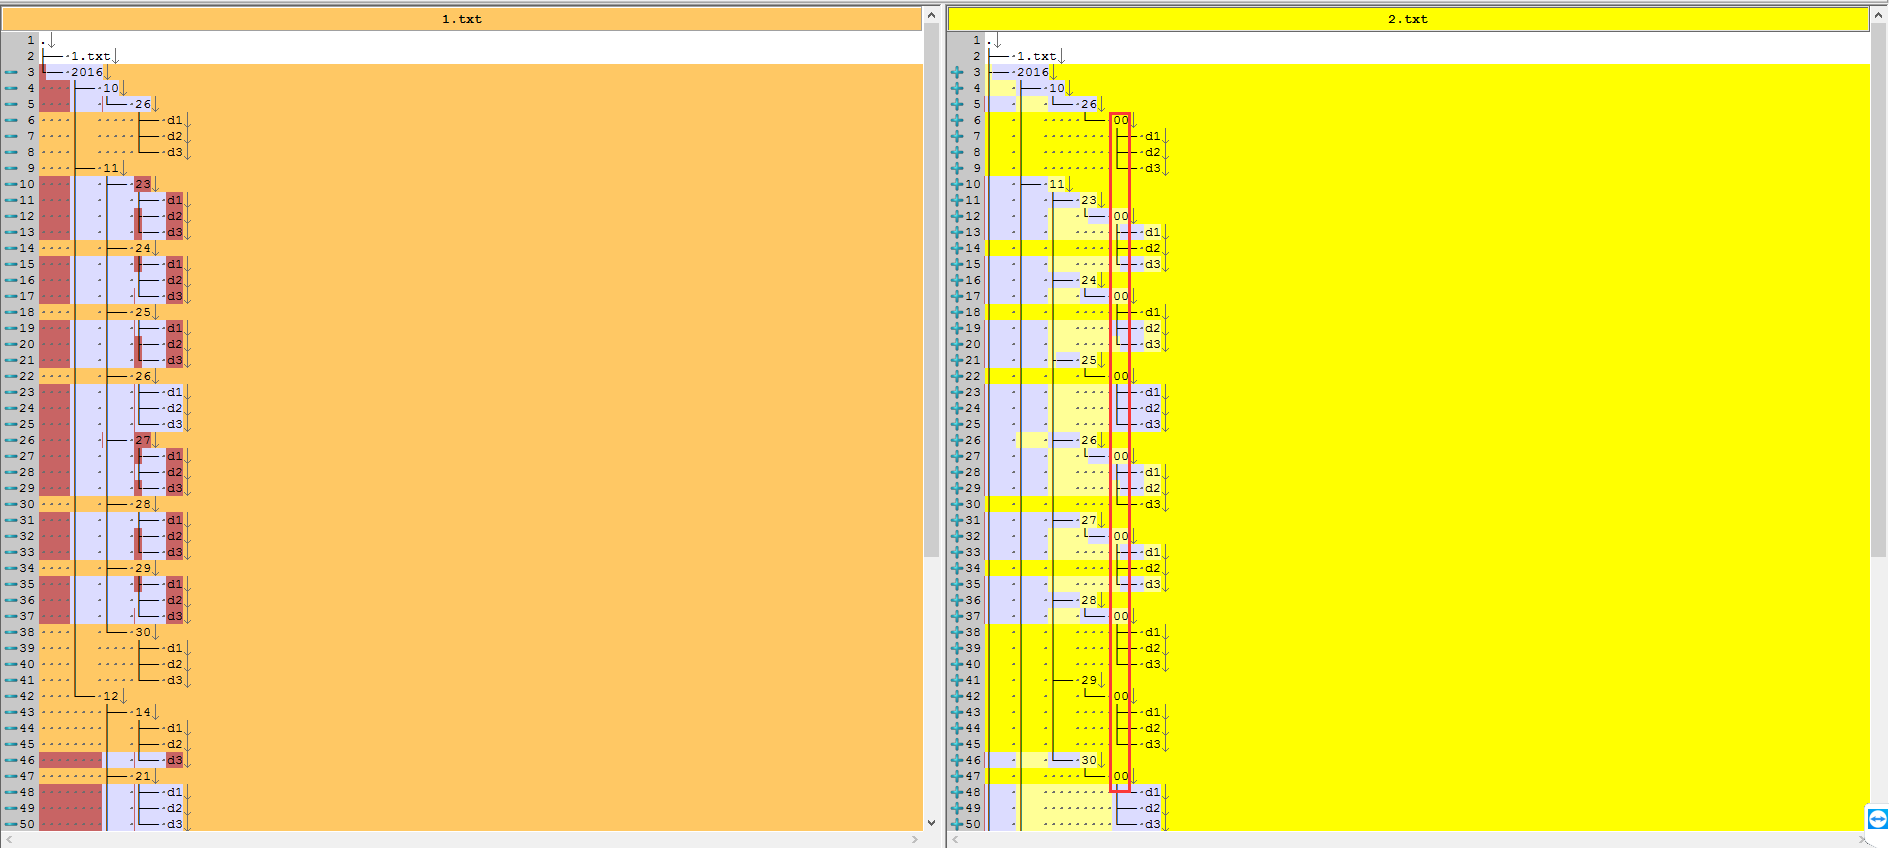 1.txt
1 .
2 ├── 1.txt
3 └── 2016
4 ├── 10
5 │ └── 26
6 │ ├── d1
7 │ ├── d2
8 │ └── d3
9 ├── 11
10 │ ├── 23
11 │ │ ├── d1
12 │ │ ├── d2
13 │ │ └── d3
14 │ ├── 24
15 │ │ ├── d1
16 │ │ ├── d2
17 │ │ └── d3
18 │ ├── 25
19 │ │ ├── d1
20 │ │ ├── d2
21 │ │ └── d3
22 │ ├── 26
23 │ │ ├── d1
24 │ │ ├── d2
25 │ │ └── d3
26 │ ├── 27
27 │ │ ├── d1
28 │ │ ├── d2
29 │ │ └── d3
30 │ ├── 28
31 │ │ ├── d1
32 │ │ ├── d2
33 │ │ └── d3
34 │ ├── 29
35 │ │ ├── d1
36 │ │ ├── d2
37 │ │ └── d3
38 │ └── 30
39 │ ├── d1
40 │ ├── d2
41 │ └── d3
42 └── 12
43 ├── 14
44 │ ├── d1
45 │ ├── d2
46 │ └── d3
47 ├── 21
48 │ ├── d1
49 │ ├── d2
50 │ └── d3
2.txt
1 .
2 ├── 1.txt
3 ├── 2016
4 │ ├── 10
5 │ │ └── 26
6 │ │ └── 00
7 │ │ ├── d1
8 │ │ ├── d2
9 │ │ └── d3
10 │ ├── 11
11 │ │ ├── 23
12 │ │ │ └── 00
13 │ │ │ ├── d1
14 │ │ │ ├── d2
15 │ │ │ └── d3
16 │ │ ├── 24
17 │ │ │ └── 00
18 │ │ │ ├── d1
19 │ │ │ ├── d2
20 │ │ │ └── d3
21 │ │ ├── 25
22 │ │ │ └── 00
23 │ │ │ ├── d1
24 │ │ │ ├── d2
25 │ │ │ └── d3
26 │ │ ├── 26
27 │ │ │ └── 00
28 │ │ │ ├── d1
29 │ │ │ ├── d2
30 │ │ │ └── d3
31 │ │ ├── 27
32 │ │ │ └── 00
33 │ │ │ ├── d1
34 │ │ │ ├── d2
35 │ │ │ └── d3
36 │ │ ├── 28
37 │ │ │ └── 00
38 │ │ │ ├── d1
39 │ │ │ ├── d2
40 │ │ │ └── d3
41 │ │ ├── 29
42 │ │ │ └── 00
43 │ │ │ ├── d1
44 │ │ │ ├── d2
45 │ │ │ └── d3
46 │ │ └── 30
47 │ │ └── 00
48 │ │ ├── d1
49 │ │ ├── d2
50 │ │ └── d3